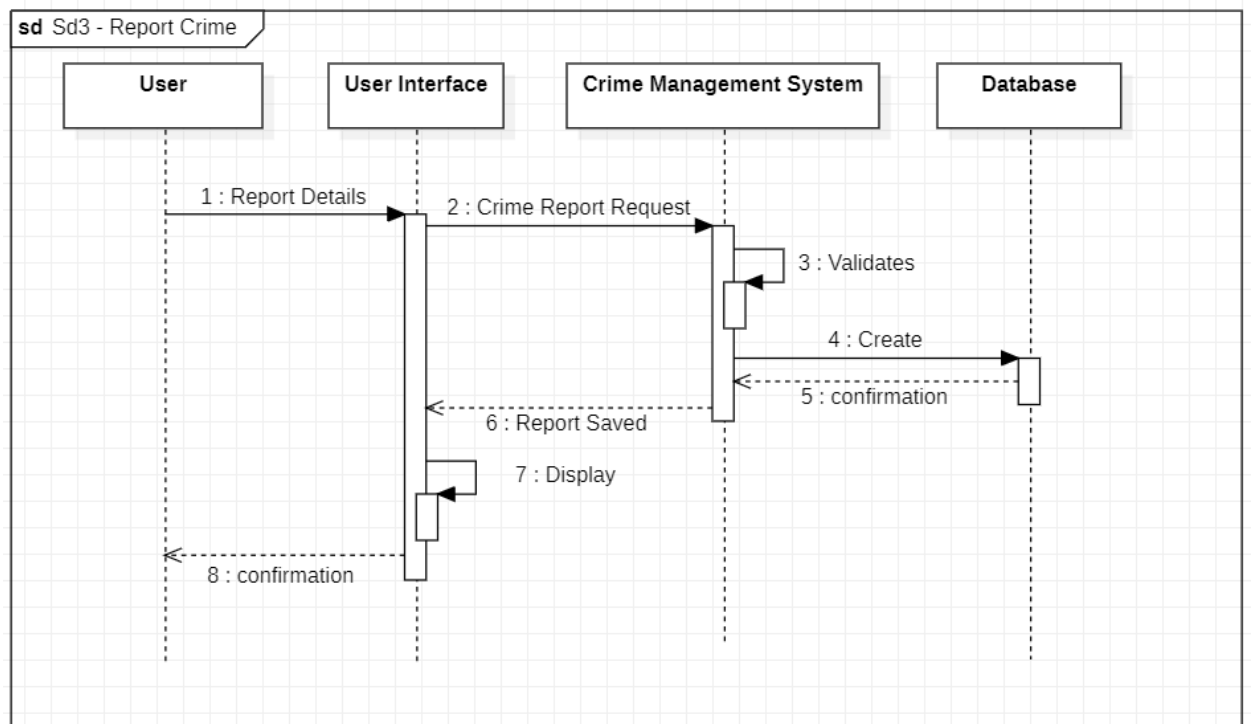 sd Sd3 - Report Crime
User
User Interface
Crime Management System
Database
1 : Report Details
2 : Crime Report Request
3 : Validates
4 : Create
5 : confirmation
6 : Report Saved
7 : Display
8 : confirmation